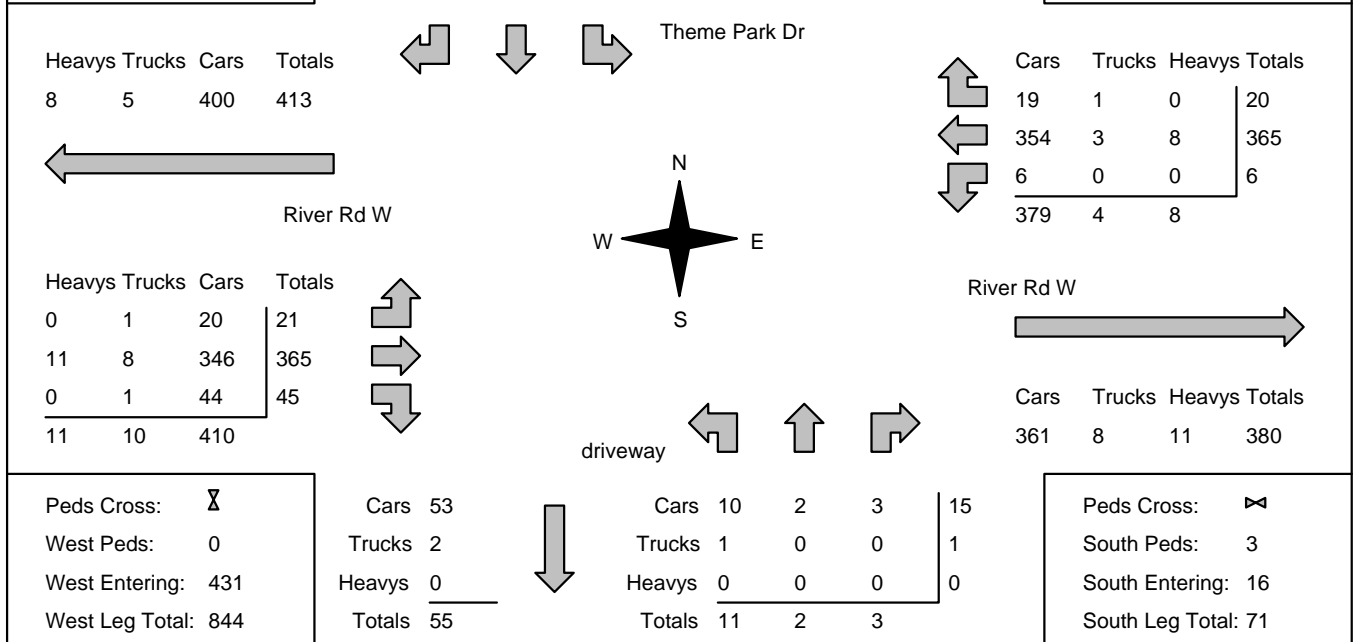 Theme Park Dr
Heavys Trucks Cars Totals
8 5 400 413
Cars Trucks Heavys Totals
19 1 0 20
354 3 8 365
6 0 0 6
379 4 8
River Rd W
N
W E
S
Heavys Trucks Cars Totals
0 1 20 21
11 8 346 365
0 1 44 45
11 10 410
River Rd W
Cars Trucks Heavys Totals
361 8 11 380
driveway
Peds Cross:
West Peds: 0
West Entering: 431
West Leg Total: 844
Cars 53
Trucks 2
Heavys 0
Totals 55
Cars 10 2 3 15
Trucks 1 0 0 1
Heavys 0 0 0 0
Totals 11 2 3
Peds Cross:
South Peds: 3
South Entering: 16
South Leg Total: 71